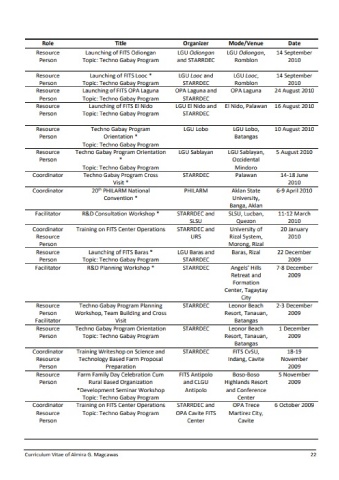 Role Title Organizer Mode/Venue Date
Resource Launching of FITS Odiongan LGU Odiongan LGU Odiongan, 14 September
Person Topic: Techno Gabay Program and STARRDEC Romblon 2010
Resource Launching of FITS Looc * LGU Looc and LGU Looc, 14 September
Person Topic: Techno Gabay Program STARRDEC Romblon 2010
Resource Launching of FITS OPA Laguna OPA Laguna and OPA Laguna 24 August 2010
Person Topic: Techno Gabay Program STARRDEC
Resource Launching of FITS El Nido LGU El Nido and El Nido, Palawan 16 August 2010
Person Topic: Techno Gabay Program STARRDEC
Resource Techno Gabay Program LGU Lobo LGU Lobo, 10 August 2010
Person Orientation * Batangas
Topic: Techno Gabay Program
Resource Techno Gabay Program Orientation LGU Sablayan LGU Sablayan, 5 August 2010
Person * Occidental
Topic: Techno Gabay Program Mindoro
Coordinator Techno Gabay Program Cross STARRDEC Palawan 14-18 June
Visit * 2010
Coordinator 20th PHILARM National PHILARM Aklan State 6-9 April 2010
Convention * University,
Banga, Aklan
Facilitator R&D Consultation Workshop * STARRDEC and SLSU, Lucban, 11-12 March
SLSU Quezon 2010
Coordinator Training on FITS Center Operations STARRDEC and University of 20 January
Resource Topic: Techno Gabay Program URS Rizal System, 2010
Person Morong, Rizal
Resource Launching of FITS Baras * LGU Baras and Baras, Rizal 22 December
Person Topic: Techno Gabay Program STARRDEC 2009
Facilitator R&D Planning Workshop * STARRDEC Angels' Hills 7-8 December
Retreat and 2009
Formation
Center, Tagaytay
City
Resource Techno Gabay Program Planning STARRDEC Leonor Beach 2-3 December
Person Workshop, Team Building and Cross Resort, Tanauan, 2009
Facilitator Visit Batangas
Resource Techno Gabay Program Orientation STARRDEC Leonor Beach 1 December
Person Topic: Techno Gabay Program Resort, Tanauan, 2009
Batangas
Coordinator Training Writeshop on Science and STARRDEC FITS CvSU, 18-19
Resource Technology Based Farm Proposal Indang, Cavite November
Person Preparation 2009
Resource Farm Family Day Celebration Cum FITS Antipolo Boso-Boso 5 November
Person Rural Based Organization and CLGU Highlands Resort 2009
*Development Seminar Workshop Antipolo and Conference
Topic: Techno Gabay Program Center
Coordinator Training on FITS Center Operations STARRDEC and OPA Trece 6 October 2009
Resource Topic: Techno Gabay Program OPA Cavite FITS Martirez City,
Person Center Cavite
Curriculum Vitae of Almira G. Magcawas 22